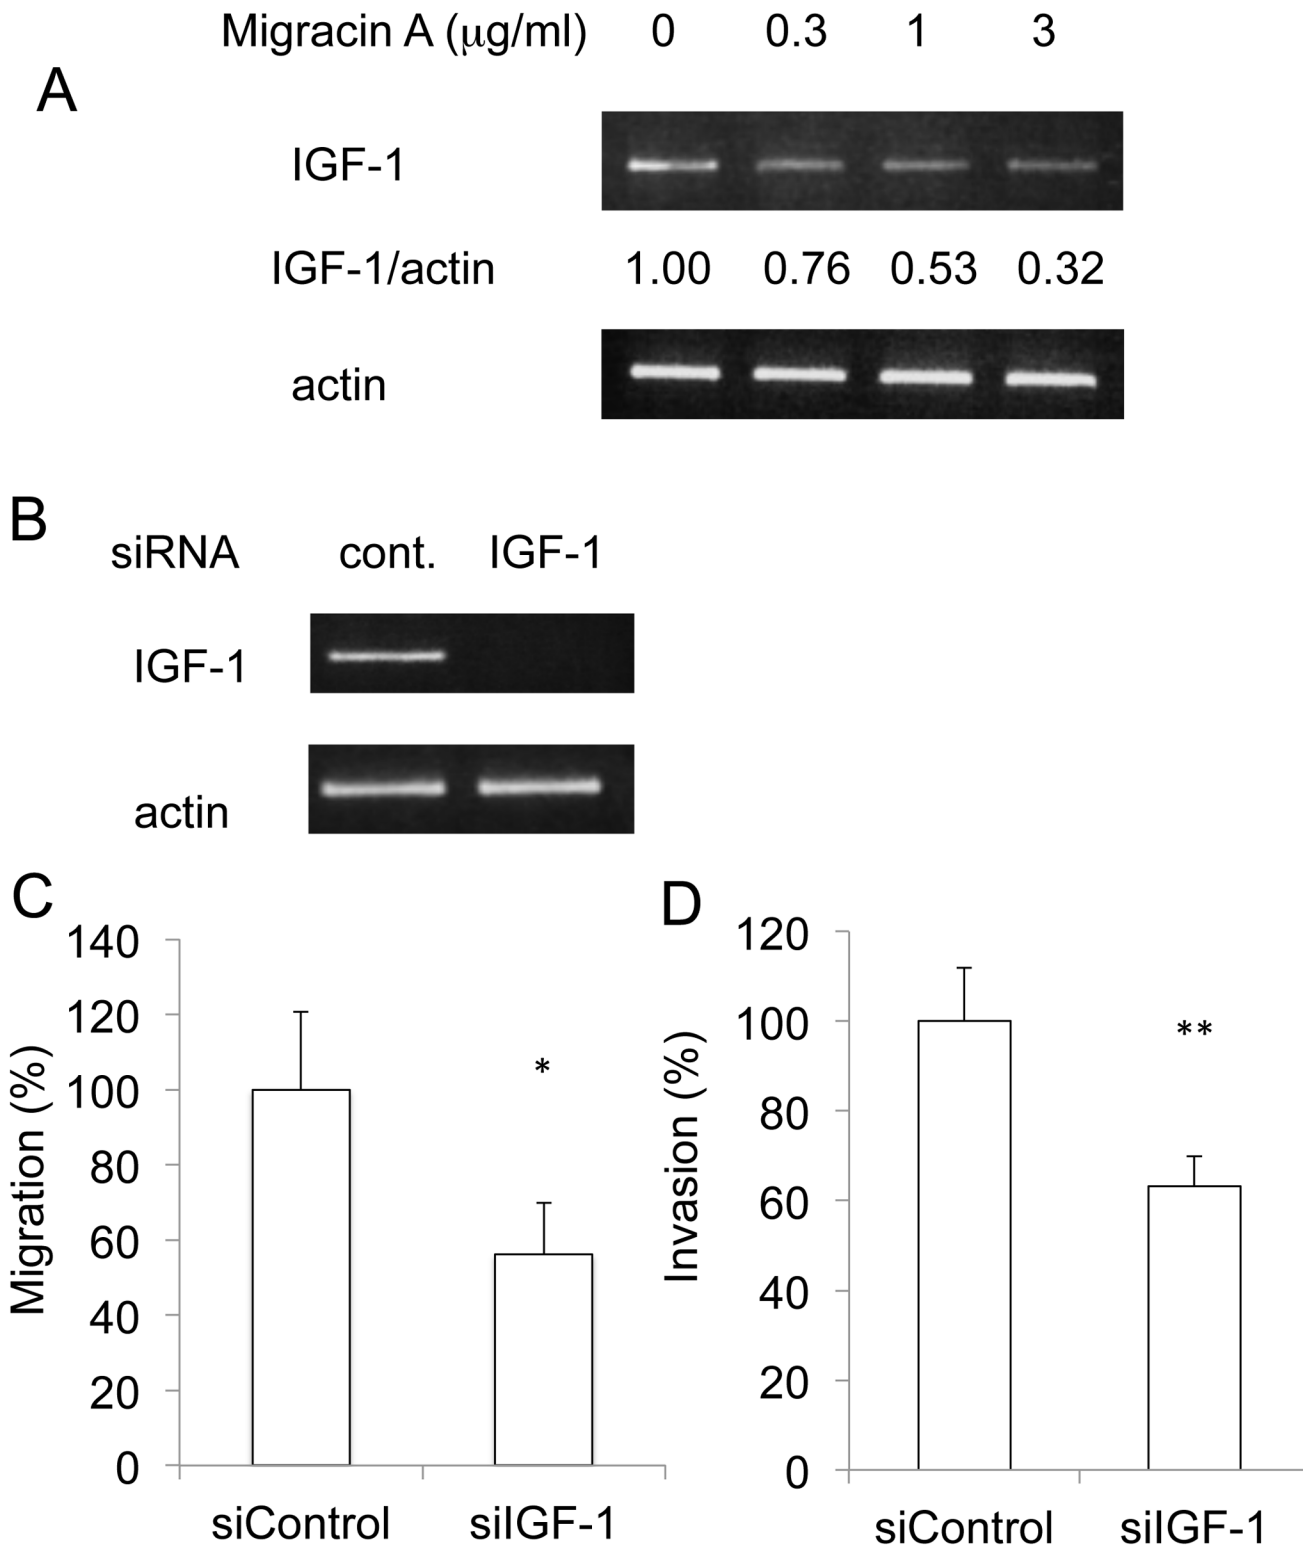 Migracin A (μg/ml) 0 0.3 1 3
A
IGF-1
IGF-1/actin 1.00 0.76 0.53 0.32
actin
B
siRNA cont. IGF-1
IGF-1
actin
C
140
120
100
80
60
40
20
0
Migration (%)
*
siControl siIGF-1
D
120
100
80
60
40
20
0
Invasion (%)
**
siControl siIGF-1